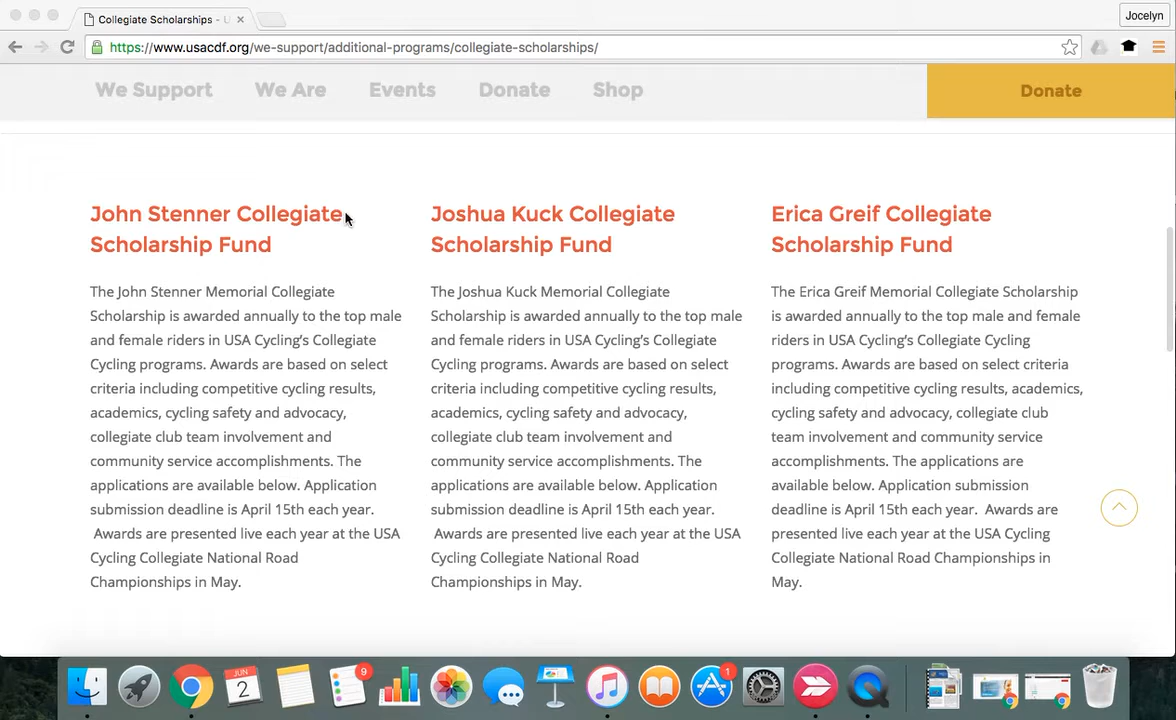 Collegiate Scholarships - U
Jocelyn
https://www.usacdf.org/we-support/additional-programs/collegiate-scholarships/
We Support We Are Events Donate Shop Donate
John Stenner Collegiate
Scholarship Fund
The John Stenner Memorial Collegiate
Scholarship is awarded annually to the top male
and female riders in USA Cycling's Collegiate
Cycling programs. Awards are based on select
criteria including competitive cycling results,
academics, cycling safety and advocacy,
collegiate club team involvement and
community service accomplishments. The
applications are available below. Application
submission deadline is April 15th each year.
Awards are presented live each year at the USA
Cycling Collegiate National Road
Championships in May.
Joshua Kuck Collegiate
Scholarship Fund
The Joshua Kuck Memorial Collegiate
Scholarship is awarded annually to the top male
and female riders in USA Cycling's Collegiate
Cycling programs. Awards are based on select
criteria including competitive cycling results,
academics, cycling safety and advocacy,
collegiate club team involvement and
community service accomplishments. The
applications are available below. Application
submission deadline is April 15th each year.
Awards are presented live each year at the USA
Cycling Collegiate National Road
Championships in May.
Erica Greif Collegiate
Scholarship Fund
The Erica Greif Memorial Collegiate Scholarship
is awarded annually to the top male and female
riders in USA Cycling's Collegiate Cycling
programs. Awards are based on select criteria
including competitive cycling results, academics,
cycling safety and advocacy, collegiate club
team involvement and community service
accomplishments. The applications are
available below. Application submission
deadline is April 15th each year. Awards are
presented live each year at the USA Cycling
Collegiate National Road Championships in
May.
JUN
2
9
1